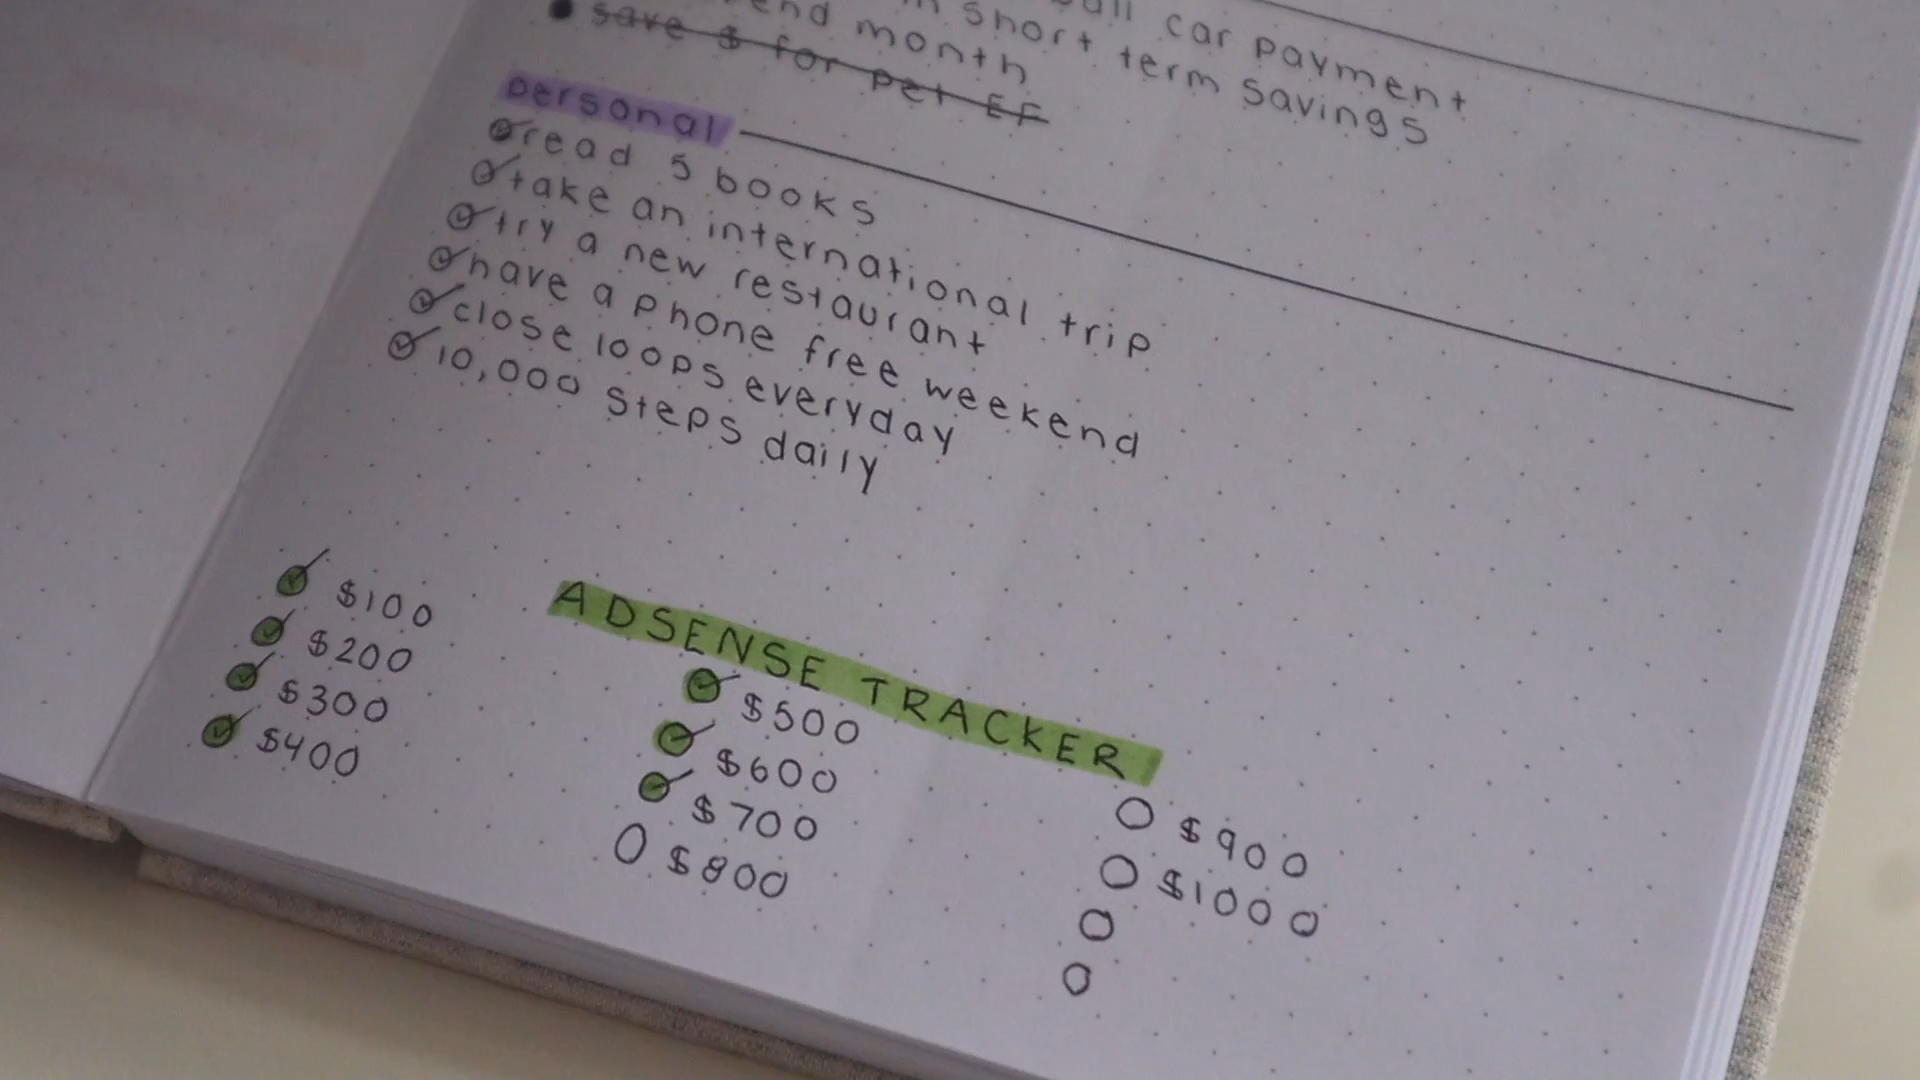 car payment
short term savings
end month
save $ for pet EF
personal
read 5 books
take an international trip
try a new restaurant
have a phone free weekend
close loops everyday
10,000 steps daily
ADSENSE TRACKER
$100
$200
$300
$400
$500
$600
$700
$800
$900
$1000